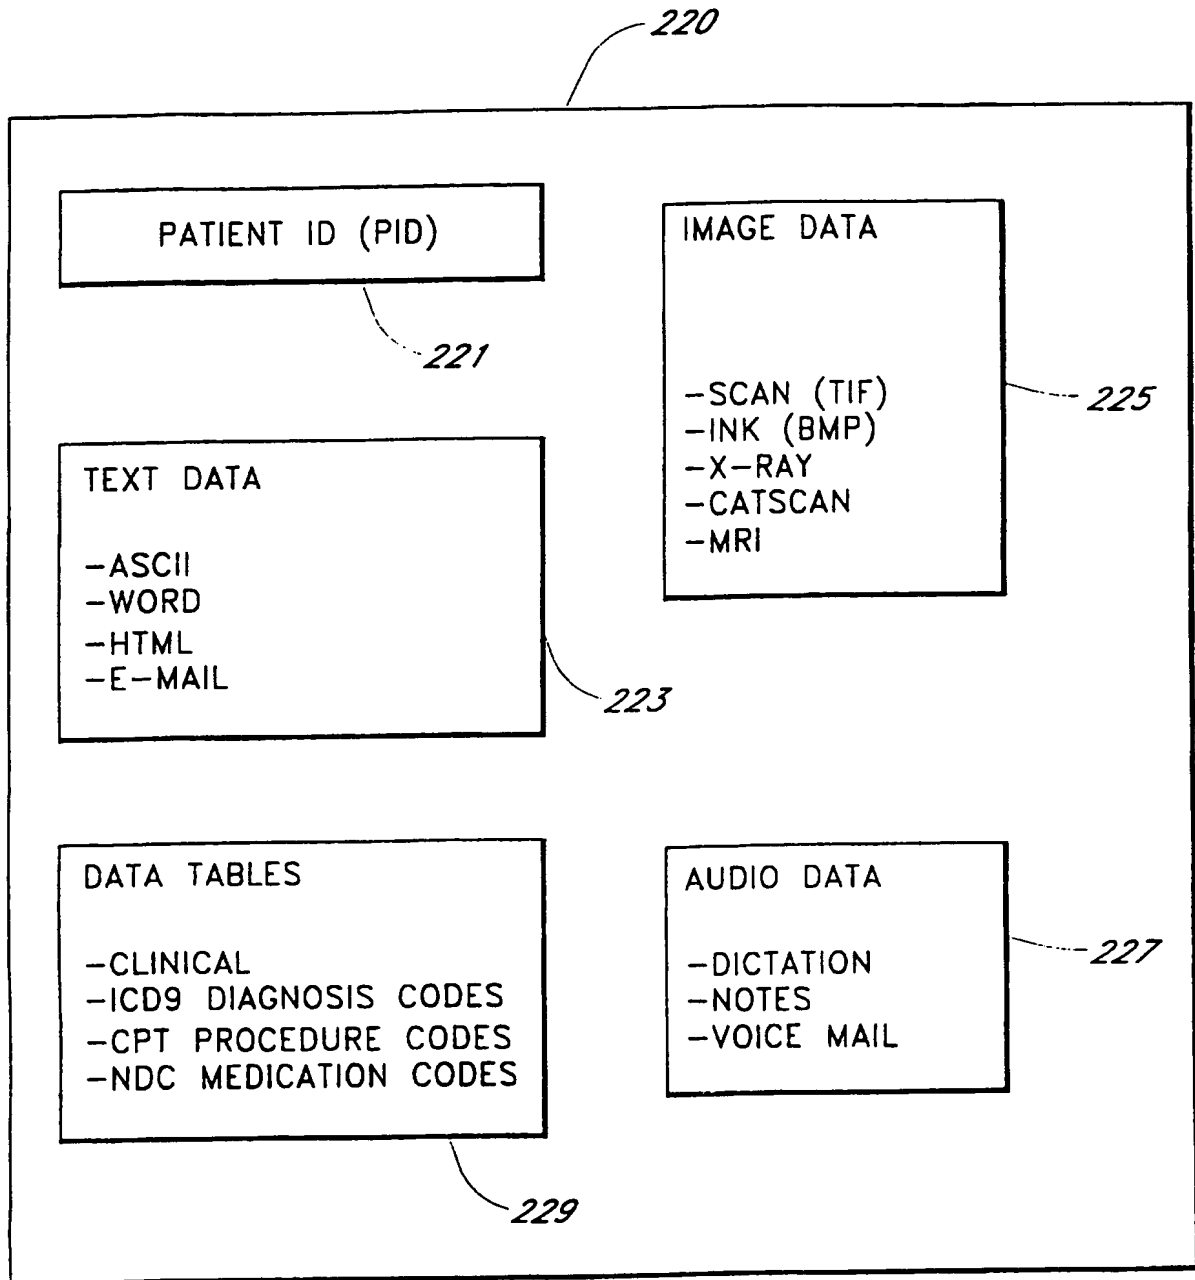 220
PATIENT ID (PID)
221
IMAGE DATA
-SCAN (TIF)
-INK (BMP)
-X-RAY
-CATSCAN
-MRI
225
TEXT DATA
-ASCII
-WORD
-HTML
-E-MAIL
223
DATA TABLES
-CLINICAL
-ICD9 DIAGNOSIS CODES
-CPT PROCEDURE CODES
-NDC MEDICATION CODES
229
AUDIO DATA
-DICTATION
-NOTES
-VOICE MAIL
227